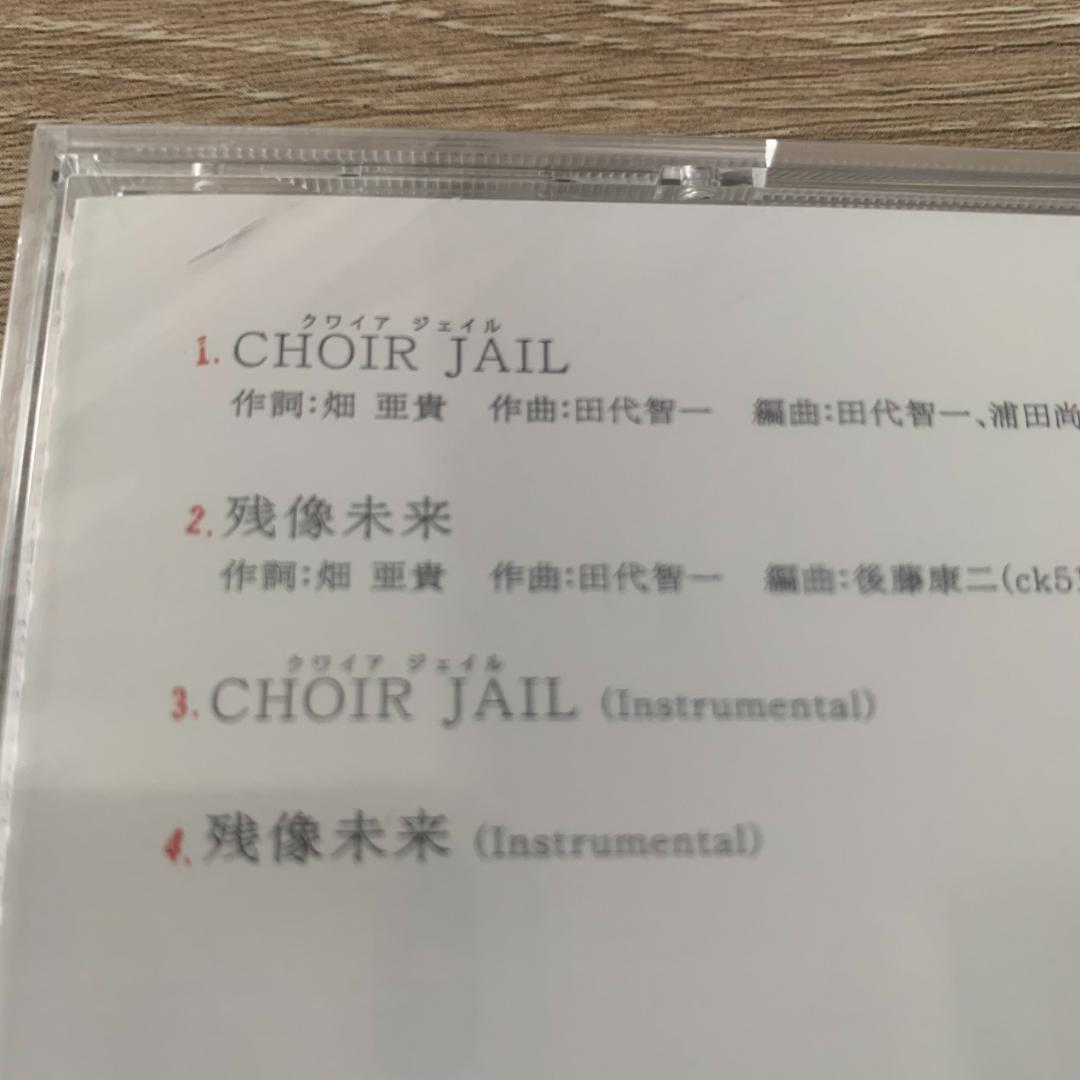 クワイア ジェイル
1. CHOIR JAIL
作詞:畑 亜貴 作曲:田代智一 編曲:田代智一、浦田尚
2. 残像未来
作詞:畑 亜貴 作曲:田代智一 編曲:後藤康二(ck51
クワイア ジェイル
3. CHOIR JAIL (Instrumental)
4. 残像未来 (Instrumental)